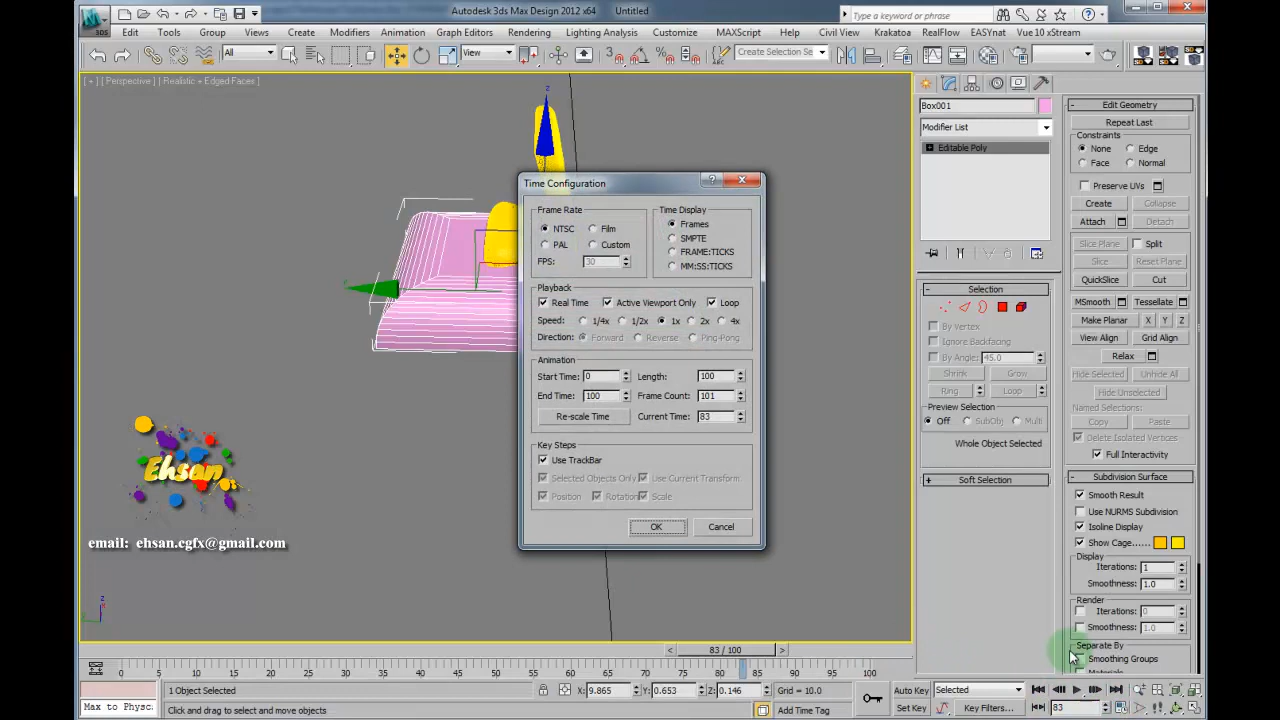 Autodesk 3ds Max Design 2012 x64 Untitled
Type a keyword or phrase
3DS Edit Tools Group Views Create Modifiers Animation Graph Editors Rendering Lighting Analysis Customize MAXScript Help Krakatoa RealFlow EASYnat Vue 10 xStream
All View Create Selection Se
[ + ] [ Perspective ] [ Realistic + Edged Faces ]
z
Time Configuration
Frame Rate
NTSC Film
PAL Custom
FPS: 30
Time Display
Frames
SMPTE
FRAME:TICKS
MM:SS:TICKS
Playback
Real Time Active Viewport Only Loop
Speed: 1/4x 1/2x 1x 2x 4x
Direction: Forward Reverse Ping-Pong
Animation
Start Time: 0 Length: 100
End Time: 100 Frame Count: 101
Re-scale Time Current Time: 83
Key Steps
Use TrackBar
Selected Objects Only Use Current Transform
Position Rotation Scale
OK Cancel
Ehsan
email: ehsan.cgfx@gmail.com
Box001
Modifier List
Editable Poly
Selection
By Vertex
Ignore Backfacing
By Angle: 45.0
Shrink Grow
Ring Loop
Preview Selection
Off SubObj Multi
Whole Object Selected
Soft Selection
Edit Geometry
Repeat Last
Constraints
None Edge
Face Normal
Preserve UVs
Create Collapse
Attach Detach
Slice Plane Split
Slice Reset Plane
QuickSlice Cut
MSmooth Tessellate
Make Planar X Y Z
View Align Grid Align
Relax
Hide Selected Unhide All
Hide Unselected
Named Selections:
Copy Paste
Delete Isolated Vertices
Full Interactivity
Subdivision Surface
Smooth Result
Use NURMS Subdivision
Isoline Display
Show Cage......
Display
Iterations: 1
Smoothness: 1.0
Render
Iterations: 0
Smoothness: 1.0
Separate By
Smoothing Groups
Materials
83 / 100
0 5 10 15 20 25 30 35 40 45 50 55 60 65 70 75 80 85 90 95 100
1 Object Selected X: 9.865 Y: 0.653 Z: 0.146 Grid = 10.0 Auto Key Selected
Max to Physc Click and drag to select and move objects Add Time Tag Set Key Key Filters... 83